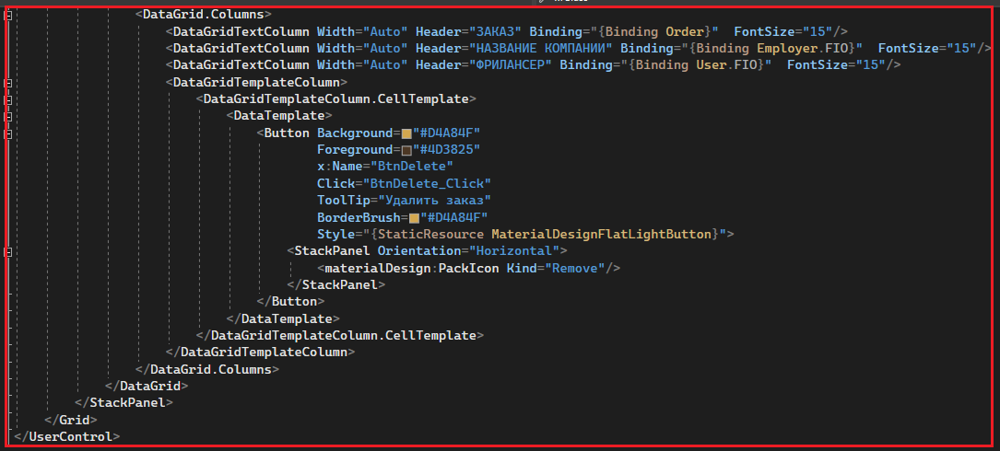 <DataGrid.Columns>
<DataGridTextColumn Width="Auto" Header="ЗАКАЗ" Binding="{Binding Order}"  FontSize="15"/>
<DataGridTextColumn Width="Auto" Header="НАЗВАНИЕ КОМПАНИИ" Binding="{Binding Employer.FIO}"  FontSize="15"/>
<DataGridTextColumn Width="Auto" Header="ФРИЛАНСЕР" Binding="{Binding User.FIO}"  FontSize="15"/>
<DataGridTemplateColumn>
<DataGridTemplateColumn.CellTemplate>
<DataTemplate>
<Button Background="#D4A84F"
Foreground="#4D3825"
x:Name="BtnDelete"
Click="BtnDelete_Click"
ToolTip="Удалить заказ"
BorderBrush="#D4A84F"
Style="{StaticResource MaterialDesignFlatLightButton}">
<StackPanel Orientation="Horizontal">
<materialDesign:PackIcon Kind="Remove"/>
</StackPanel>
</Button>
</DataTemplate>
</DataGridTemplateColumn.CellTemplate>
</DataGridTemplateColumn>
</DataGrid.Columns>
</DataGrid>
</StackPanel>
</Grid>
</UserControl>